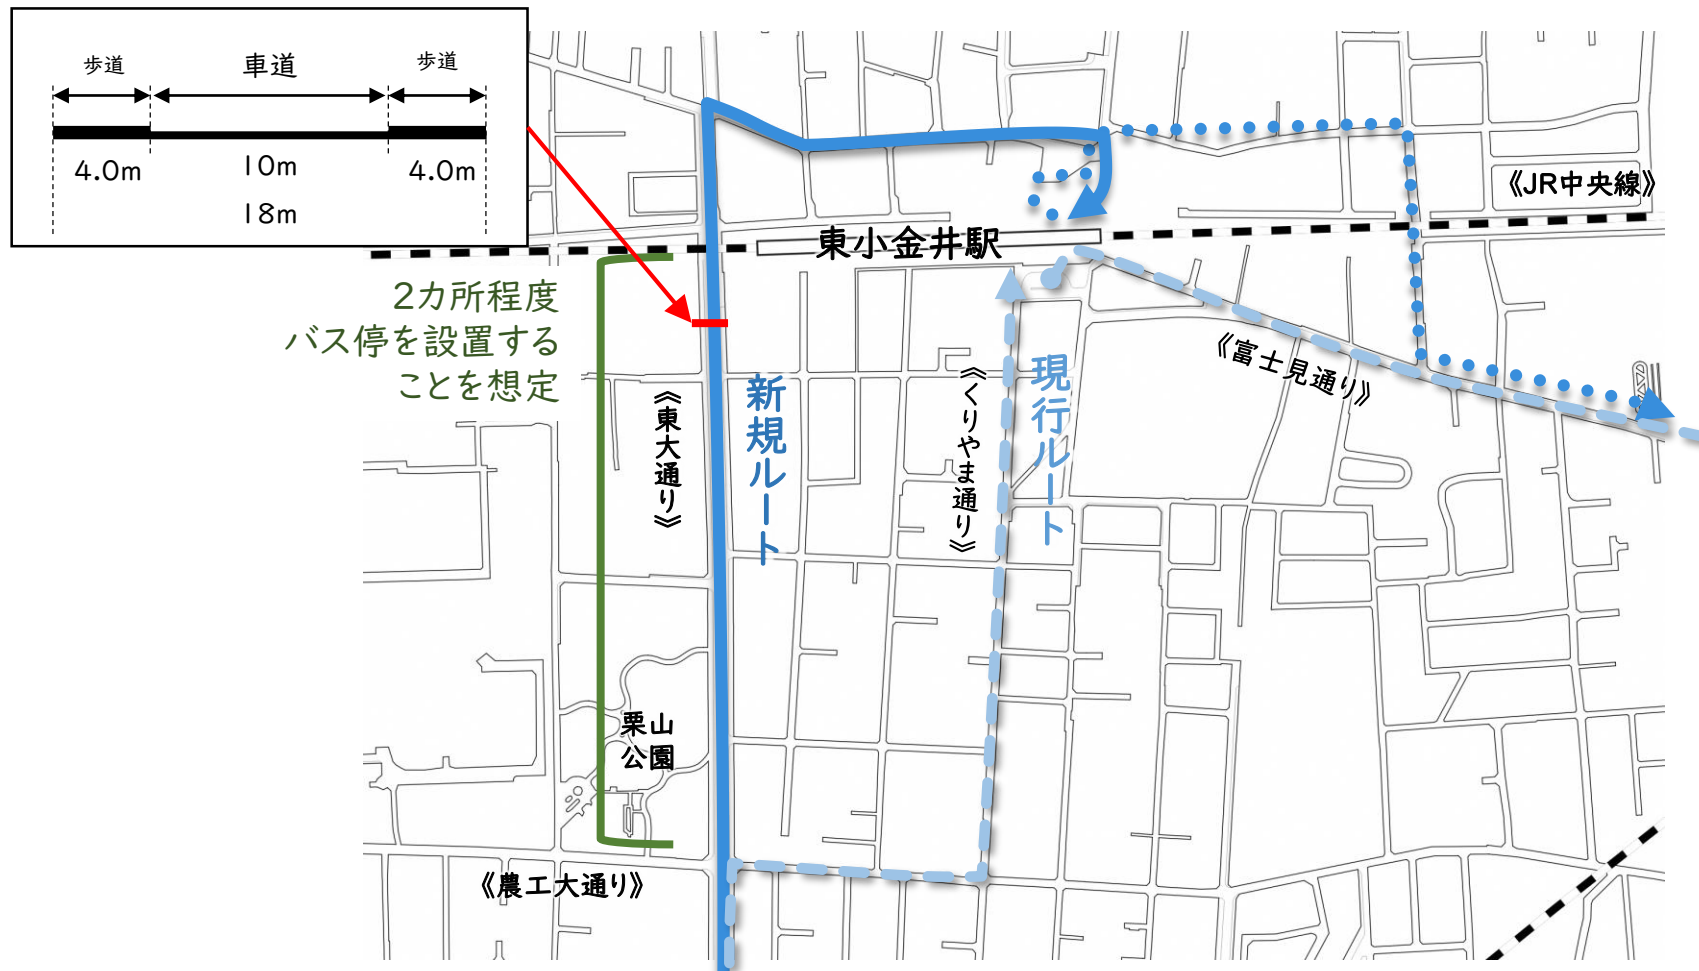 歩道
車道
歩道
4.0m
10m
4.0m
18m
《JR中央線》
東小金井駅
2カ所程度
バス停を設置する
ことを想定
《東大通り》
新規ルート
《くりやま通り》
現行ルート
《富士見通り》
栗山
公園
《農工大通り》